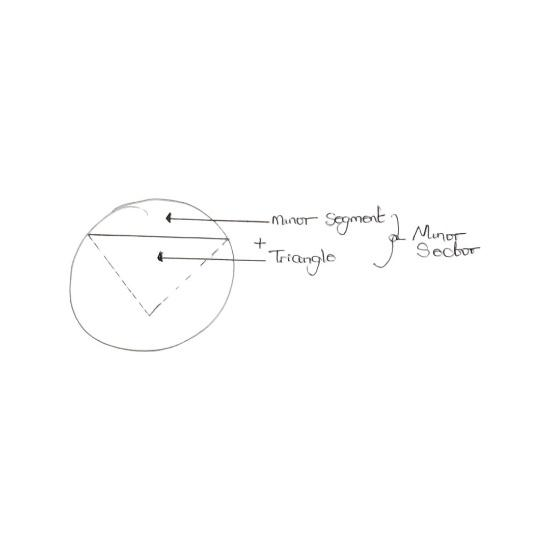 Minor Segment
+
Triangle
Minor
Sector